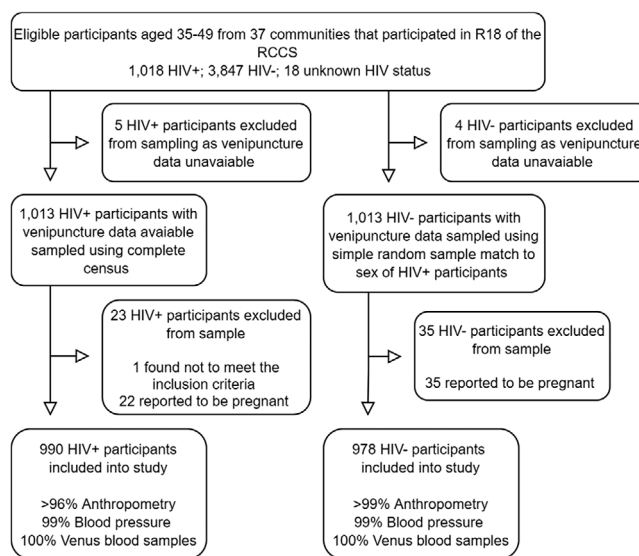 Eligible participants aged 35-49 from 37 communities that participated in R18 of the
RCCS
1,018 HIV+; 3,847 HIV-; 18 unknown HIV status
5 HIV+ participants excluded
from sampling as venipuncture
data unavaiable
4 HIV- participants excluded
from sampling as venipuncture
data unavaiable
1,013 HIV+ participants with
venipuncture data avaiable
sampled using complete
census
1,013 HIV- participants with
venipuncture data sampled using
simple random sample match to
sex of HIV+ participants
23 HIV+ participants excluded
from sample
1 found not to meet the
inclusion criteria
22 reported to be pregnant
35 HIV- participants excluded
from sample
35 reported to be pregnant
990 HIV+ participants
included into study
>96% Anthropometry
99% Blood pressure
100% Venus blood samples
978 HIV- participants
included into study
>99% Anthropometry
99% Blood pressure
100% Venus blood samples